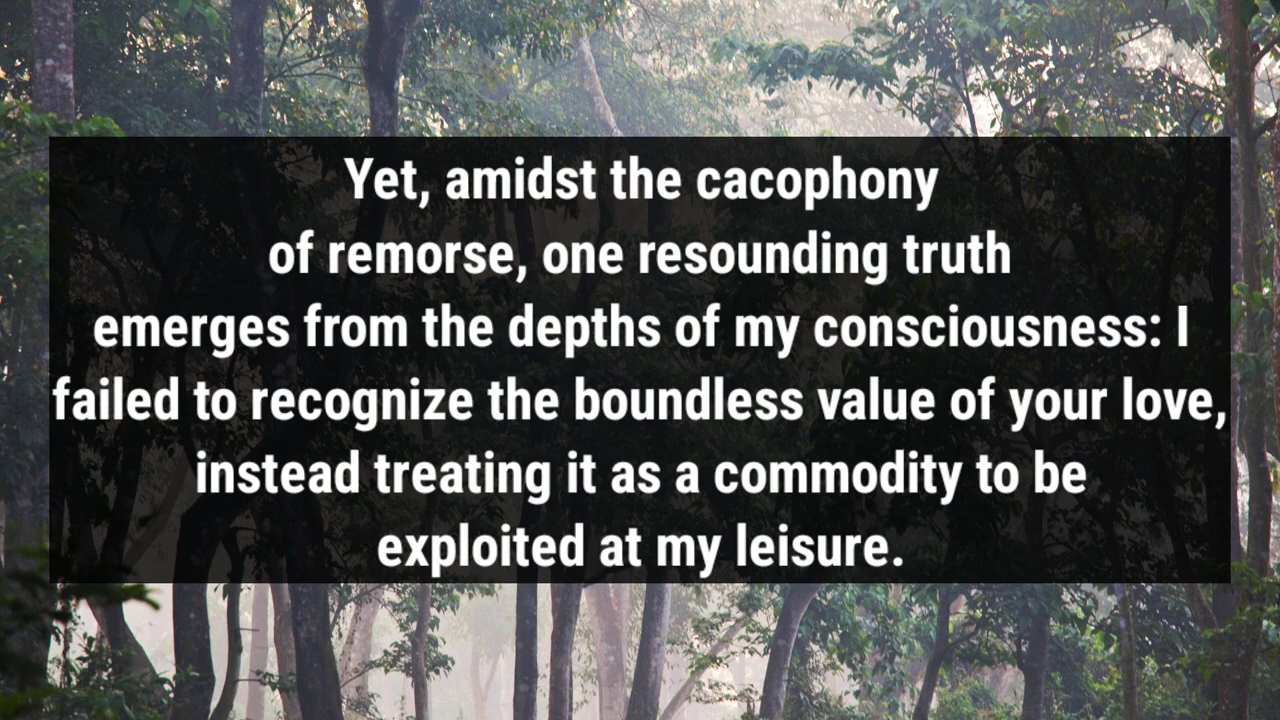 Yet, amidst the cacophony
of remorse, one resounding truth
emerges from the depths of my consciousness: I
failed to recognize the boundless value of your love,
instead treating it as a commodity to be
exploited at my leisure.